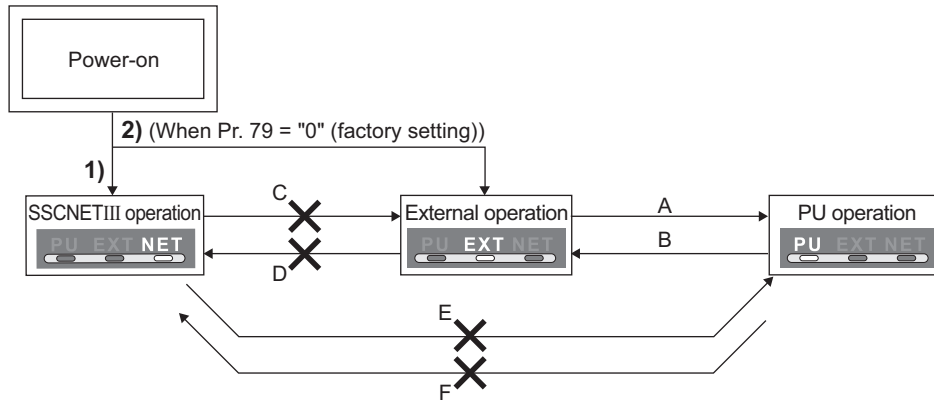 Power-on
2) (When Pr. 79 = "0" (factory setting))
1)
C
SSCNETIII operation
External operation
A
PU operation
PU EXT NET
PU EXT NET
B
PU EXT NET
D
E
F